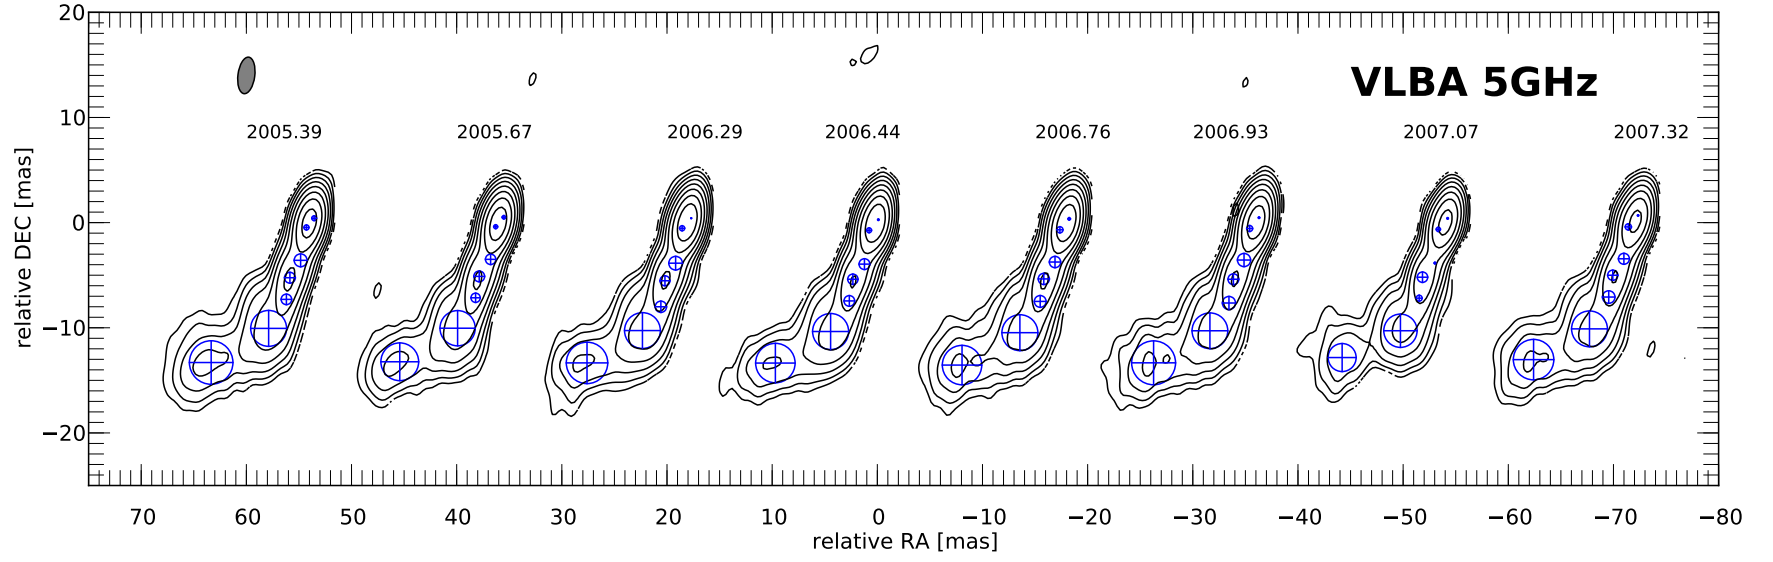 20
VLBA 5GHz
10
2005.39 2005.67 2006.29 2006.44 2006.76 2006.93 2007.07 2007.32
relative DEC [mas]
0
−10
−20
70 60 50 40 30 20 10 0 −10 −20 −30 −40 −50 −60 −70 −80
relative RA [mas]